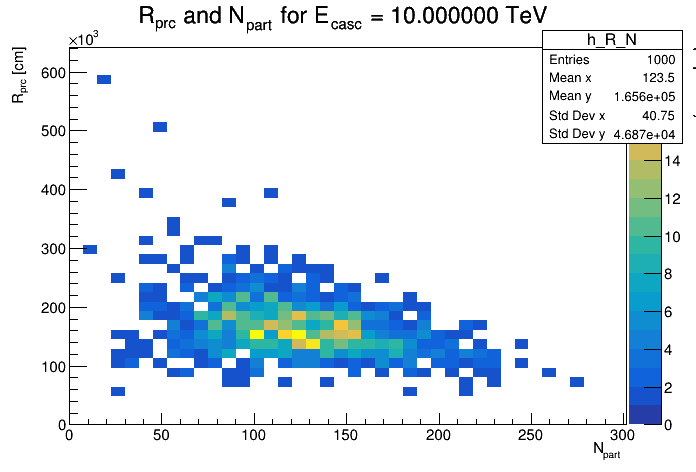 R_prc and N_part for E_casc = 10.000000 TeV
×10³
R_prc [cm]
h_R_N
Entries 1000
Mean x 123.5
Mean y 1.656e+05
Std Dev x 40.75
Std Dev y 4.687e+04
600
500
400
300
200
100
0
14
12
10
8
6
4
2
0
0 50 100 150 200 250 300
N_part